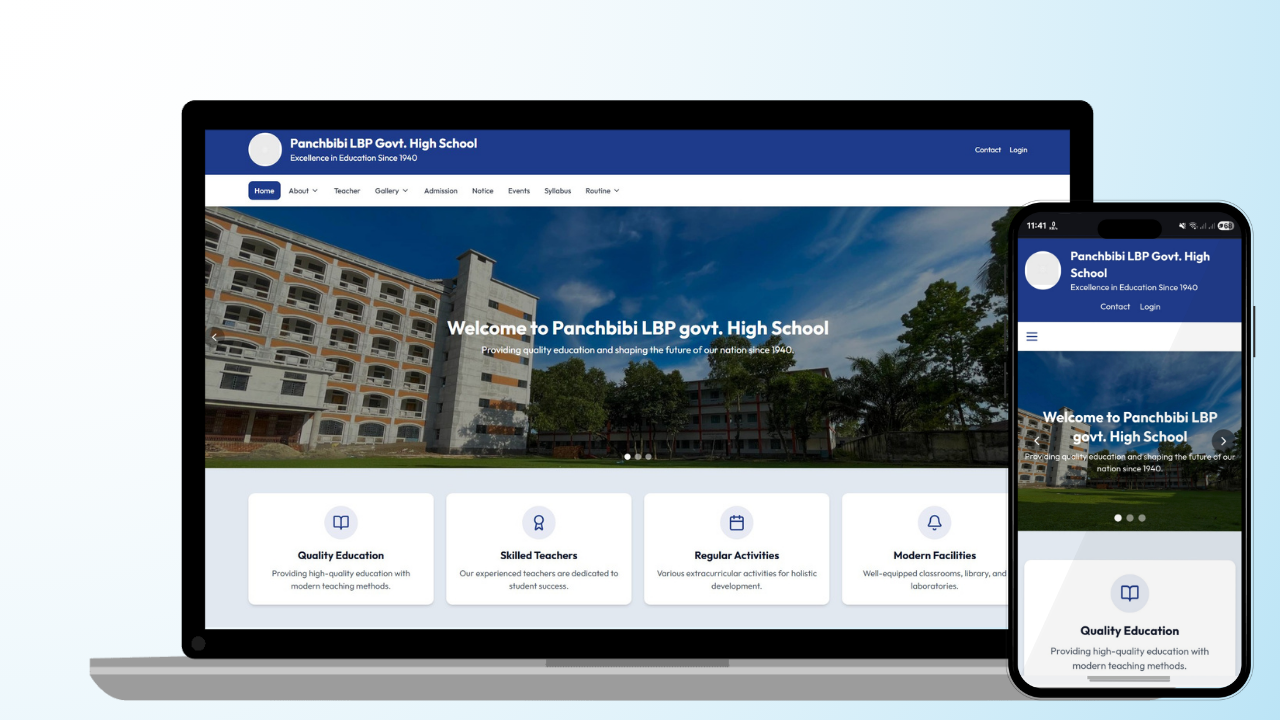 Panchbibi LBP Govt. High School
Excellence in Education Since 1940
Contact Login
Home About Teacher Gallery Admission Notice Events Syllabus Routine
Welcome to Panchbibi LBP govt. High School
Providing quality education and shaping the future of our nation since 1940.
Quality Education
Providing high-quality education with
modern teaching methods.
Skilled Teachers
Our experienced teachers are dedicated to
student success.
Regular Activities
Various extracurricular activities for holistic
development.
Modern Facilities
Well-equipped classrooms, library, and
laboratories.
11:41 68
Panchbibi LBP Govt. High
School
Excellence in Education Since 1940
Contact Login
Welcome to Panchbibi LBP
govt. High School
Providing quality education and shaping the future of our
nation since 1940.
Quality Education
Providing high-quality education with
modern teaching methods.